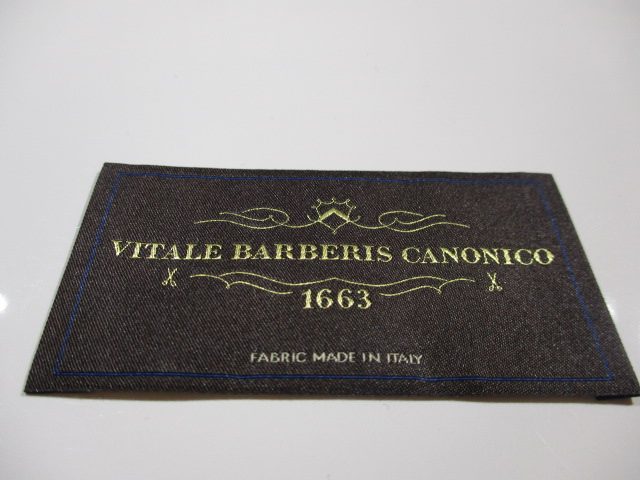 VITALE BARBERIS CANONICO
1663
FABRIC MADE IN ITALY